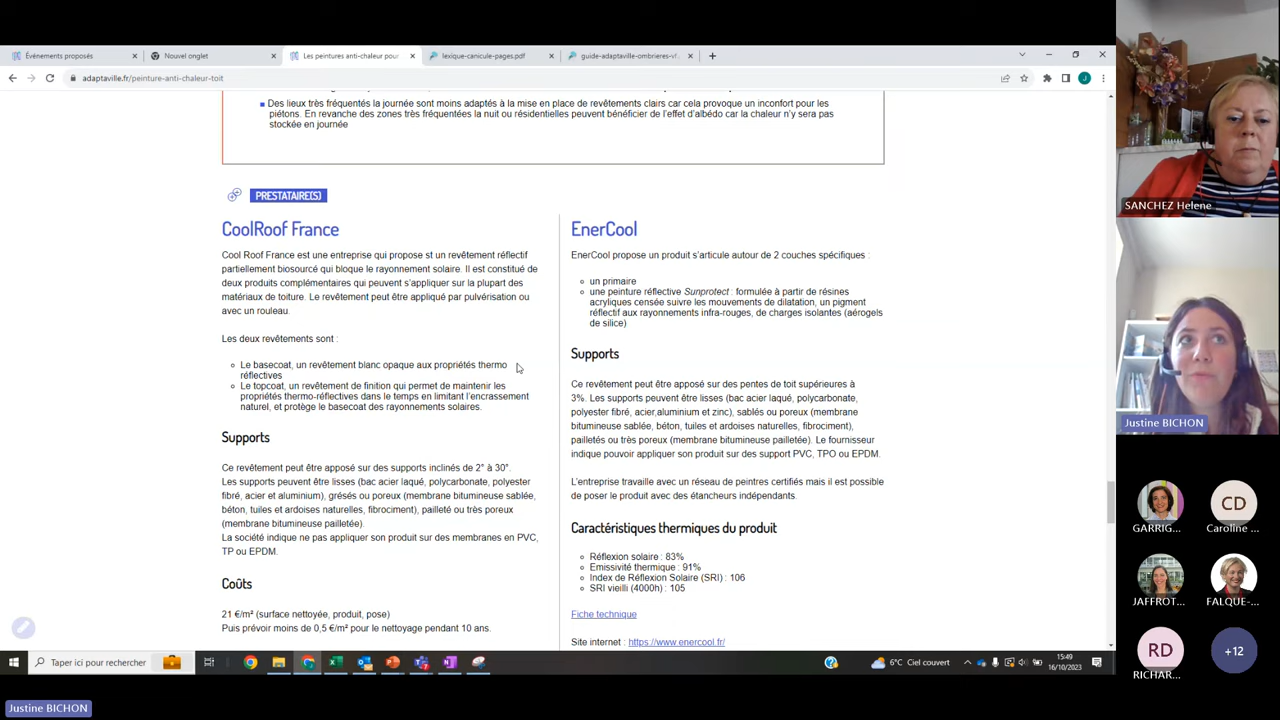 Événements proposés
Nouvel onglet
Les peintures anti-chaleur pour
lexique-canicule-pages.pdf
guide-adaptaville-ombrieres-vf
adaptaville.fr/peinture-anti-chaleur-toit
Des lieux très fréquentés la journée sont moins adaptés à la mise en place de revêtements clairs car cela provoque un inconfort pour les
piétons. En revanche des zones très fréquentées la nuit ou résidentielles peuvent bénéficier de l'effet d'albédo car la chaleur n'y sera pas
stockée en journée
PRESTATAIRE(S)
CoolRoof France
Cool Roof France est une entreprise qui propose st un revêtement réflectif
partiellement biosourcé qui bloque le rayonnement solaire. Il est constitué de
deux produits complémentaires qui peuvent s'appliquer sur la plupart des
matériaux de toiture. Le revêtement peut être appliqué par pulvérisation ou
avec un rouleau.
Les deux revêtements sont :
Le basecoat, un revêtement blanc opaque aux propriétés thermo
réflectives
Le topcoat, un revêtement de finition qui permet de maintenir les
propriétés thermo-réflectives dans le temps en limitant l'encrassement
naturel, et protège le basecoat des rayonnements solaires.
Supports
Ce revêtement peut être apposé sur des supports inclinés de 2° à 30°.
Les supports peuvent être lisses (bac acier laqué, polycarbonate, polyester
fibré, acier et aluminium), grésés ou poreux (membrane bitumineuse sablée,
béton, tuiles et ardoises naturelles, fibrociment), pailleté ou très poreux
(membrane bitumineuse pailletée).
La société indique ne pas appliquer son produit sur des membranes en PVC,
TP ou EPDM.
Coûts
21 €/m² (surface nettoyée, produit, pose)
Puis prévoir moins de 0,5 €/m² pour le nettoyage pendant 10 ans.
EnerCool
EnerCool propose un produit s'articule autour de 2 couches spécifiques :
un primaire
une peinture réflective Sunprotect : formulée à partir de résines
acryliques censée suivre les mouvements de dilatation, un pigment
réflectif aux rayonnements infra-rouges, de charges isolantes (aérogels
de silice)
Supports
Ce revêtement peut être apposé sur des pentes de toit supérieures à
3%. Les supports peuvent être lisses (bac acier laqué, polycarbonate,
polyester fibré, acier,aluminium et zinc), sablés ou poreux (membrane
bitumineuse sablée, béton, tuiles et ardoises naturelles, fibrociment),
pailletés ou très poreux (membrane bitumineuse pailletée). Le fournisseur
indique pouvoir appliquer son produit sur des support PVC, TPO ou EPDM.
L'entreprise travaille avec un réseau de peintres certifiés mais il est possible
de poser le produit avec des étancheurs indépendants.
Caractéristiques thermiques du produit
Réflexion solaire : 83%
Emissivité thermique : 91%
Index de Réflexion Solaire (SRI) : 106
SRI vieilli (4000h) : 105
Fiche technique
Site internet : https://www.enercool.fr/
Taper ici pour rechercher
6°C Ciel couvert
15:49
16/10/2023
Justine BICHON
SANCHEZ Helene
Justine BICHON
GARRIG...
CD
Caroline ...
JAFFROT...
FALQUE-...
RD
RICHAR...
+12